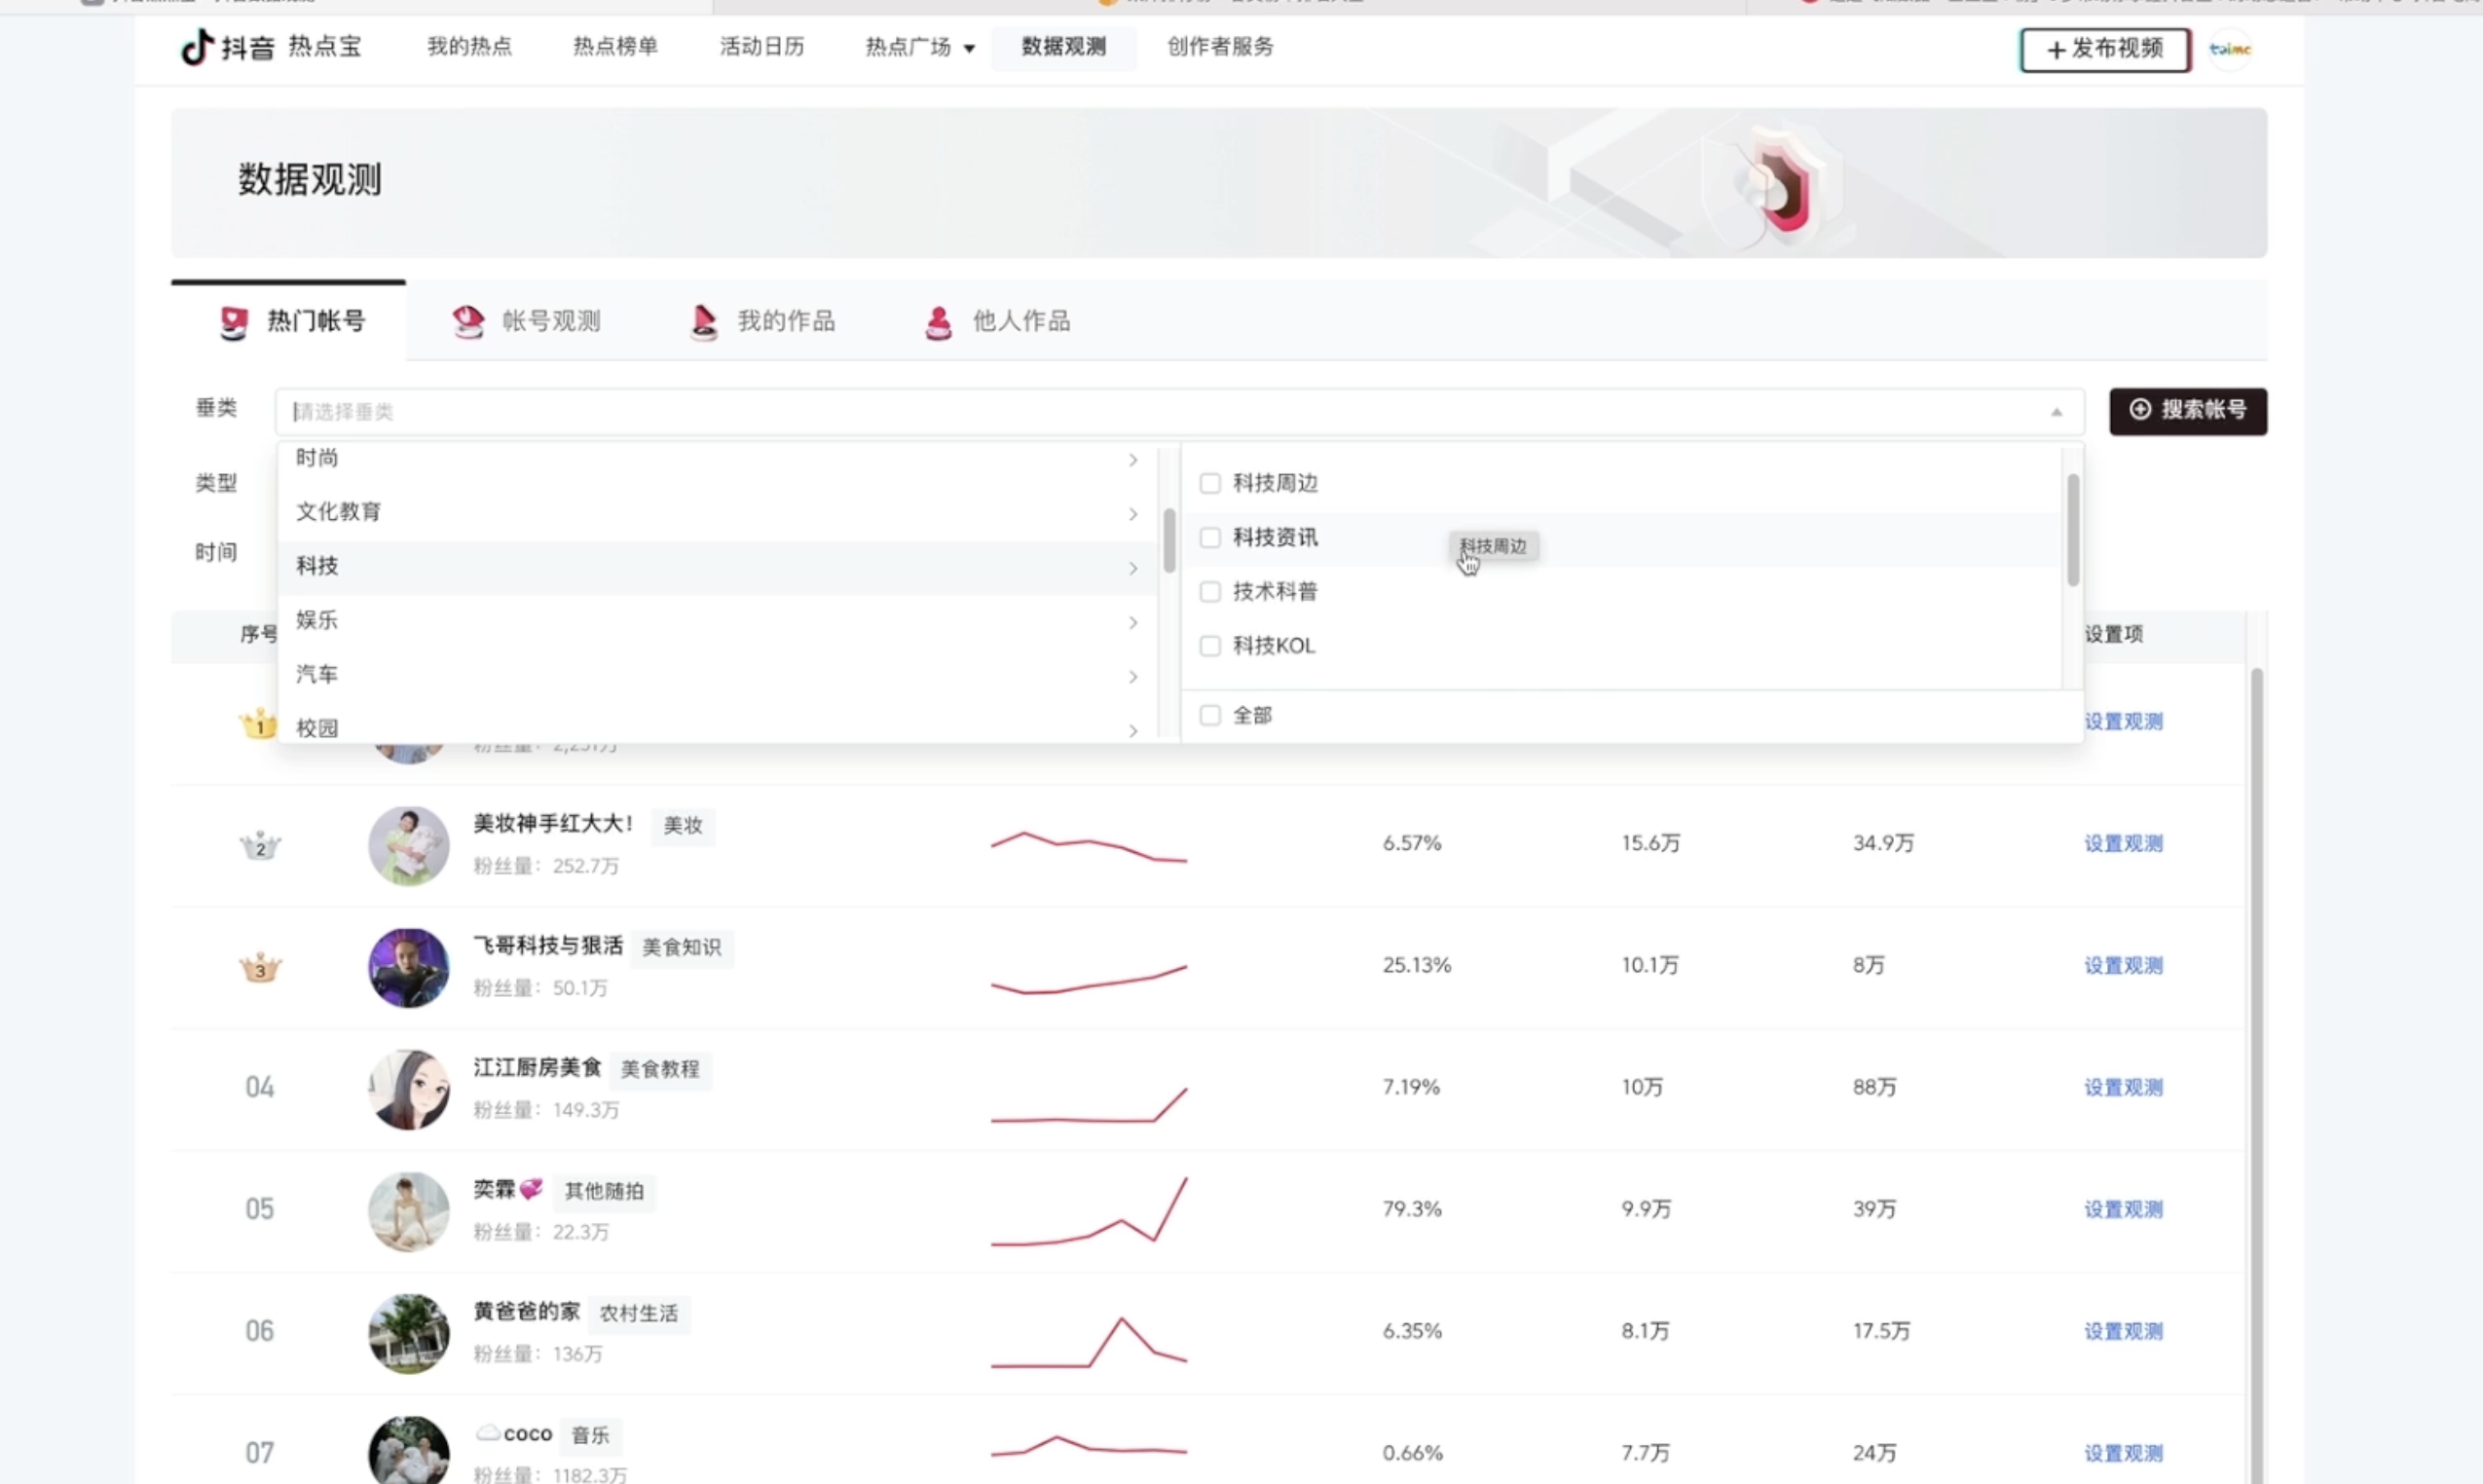 抖音 热点宝 我的热点 热点榜单 活动日历 热点广场 数据观测 创作者服务 +发布视频 taimc
数据观测
热门帐号 帐号观测 我的作品 他人作品
垂类 请选择垂类 搜索帐号
类型
时间
时尚
文化教育
科技
娱乐
汽车
校园
科技周边
科技资讯
科技周边
技术科普
科技KOL
全部
序号 设置项
1 设置观测
2 美妆神手红大大! 美妆 6.57% 15.6万 34.9万 设置观测
粉丝量: 252.7万
3 飞哥科技与狠活 美食知识 25.13% 10.1万 8万 设置观测
粉丝量: 50.1万
04 江江厨房美食 美食教程 7.19% 10万 88万 设置观测
粉丝量: 149.3万
05 奕霖💞 其他随拍 79.3% 9.9万 39万 设置观测
粉丝量: 22.3万
06 黄爸爸的家 农村生活 6.35% 8.1万 17.5万 设置观测
粉丝量: 136万
07 ☁️coco 音乐 0.66% 7.7万 24万 设置观测
粉丝量: 1182.3万